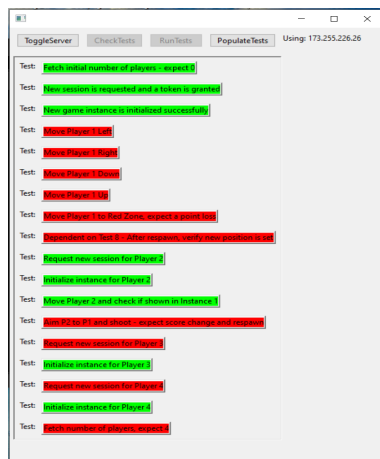 ToggleServer CheckTests RunTests PopulateTests Using: 173.255.226.26
Test: Fetch initial number of players - expect 0
Test: New session is requested and a token is granted
Test: New game instance is initialized successfully
Test: Move Player 1 Left
Test: Move Player 1 Right
Test: Move Player 1 Down
Test: Move Player 1 Up
Test: Move Player 1 to Red Zone, expect a point loss
Test: Dependent on Test 8 - After respawn, verify new position is set
Test: Request new session for Player 2
Test: Initialize instance for Player 2
Test: Move Player 2 and check if shown in Instance 1
Test: Aim P2 to P1 and shoot - expect score change and respawn
Test: Request new session for Player 3
Test: Initialize instance for Player 3
Test: Request new session for Player 4
Test: Initialize instance for Player 4
Test: Fetch number of players, expect 4